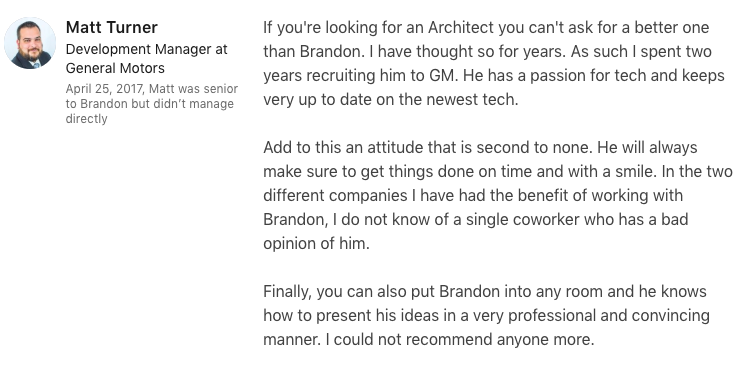 Matt Turner
Development Manager at
General Motors
April 25, 2017, Matt was senior
to Brandon but didn't manage
directly
If you're looking for an Architect you can't ask for a better one
than Brandon. I have thought so for years. As such I spent two
years recruiting him to GM. He has a passion for tech and keeps
very up to date on the newest tech.
Add to this an attitude that is second to none. He will always
make sure to get things done on time and with a smile. In the two
different companies I have had the benefit of working with
Brandon, I do not know of a single coworker who has a bad
opinion of him.
Finally, you can also put Brandon into any room and he knows
how to present his ideas in a very professional and convincing
manner. I could not recommend anyone more.